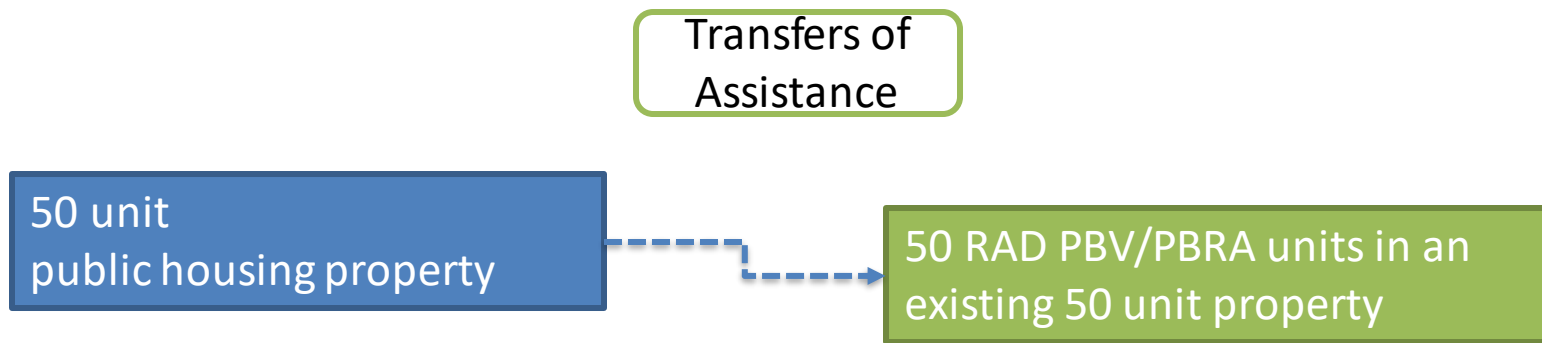 Transfers of
Assistance
50 unit
public housing property
50 RAD PBV/PBRA units in an
existing 50 unit property